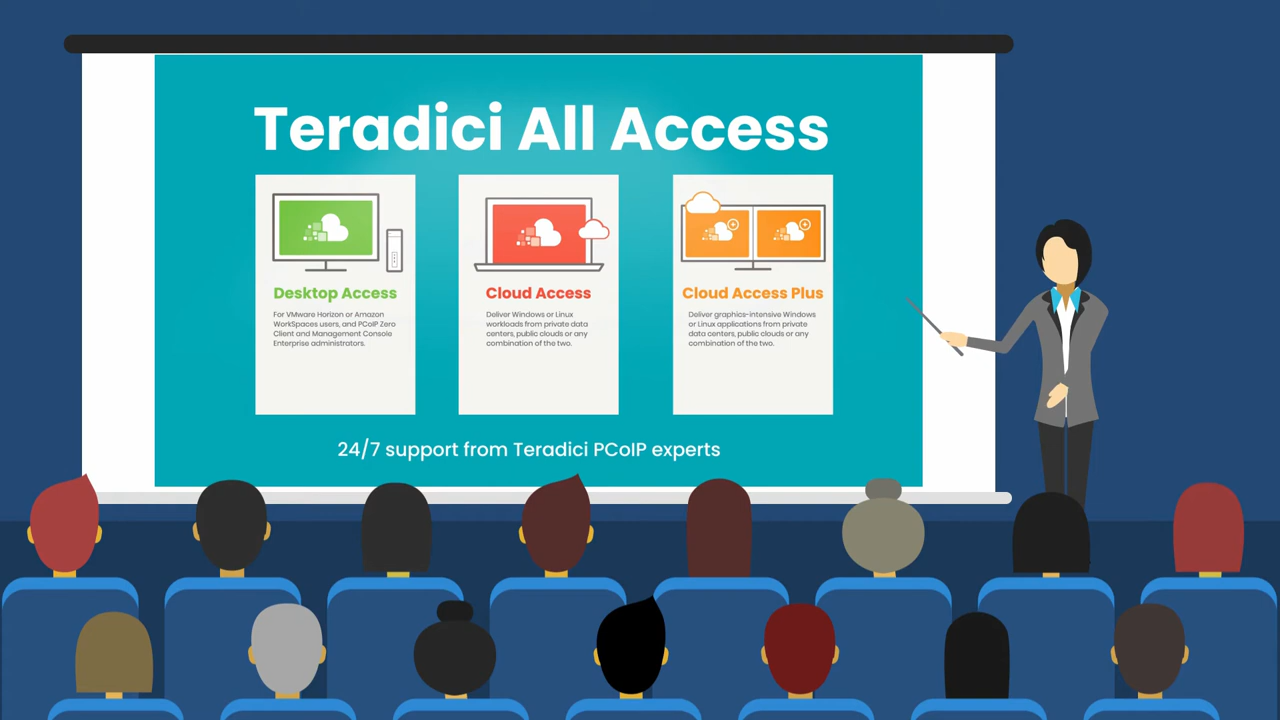 Teradici All Access
Desktop Access
For VMware Horizon or Amazon
WorkSpaces users, and PCoIP Zero
Client and Management Console
Enterprise administrators.
Cloud Access
Deliver Windows or Linux
workloads from private data
centers, public clouds or any
combination of the two.
Cloud Access Plus
Deliver graphics-intensive Windows
or Linux applications from private
data centers, public clouds or any
combination of the two.
24/7 support from Teradici PCoIP experts